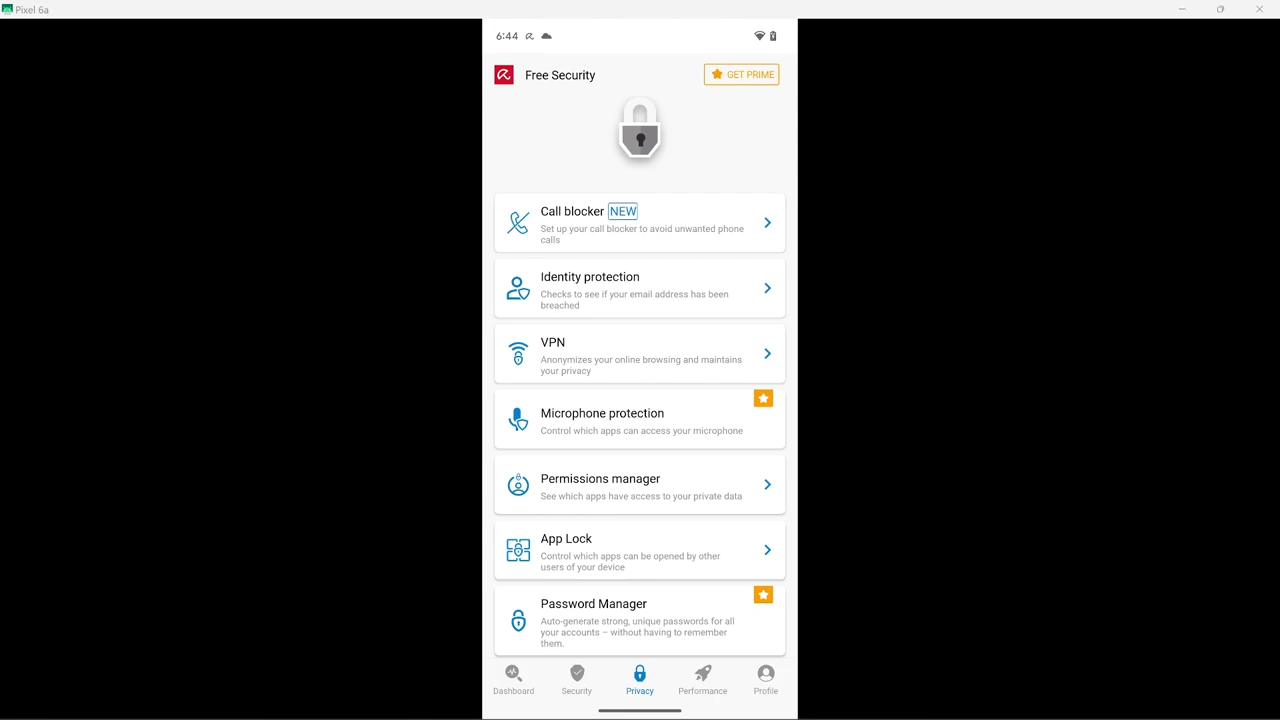 Pixel 6a
6:44
Free Security
GET PRIME
Call blocker NEW
Set up your call blocker to avoid unwanted phone
calls
Identity protection
Checks to see if your email address has been
breached
VPN
Anonymizes your online browsing and maintains
your privacy
Microphone protection
Control which apps can access your microphone
Permissions manager
See which apps have access to your private data
App Lock
Control which apps can be opened by other
users of your device
Password Manager
Auto-generate strong, unique passwords for all
your accounts – without having to remember
them.
Dashboard
Security
Privacy
Performance
Profile